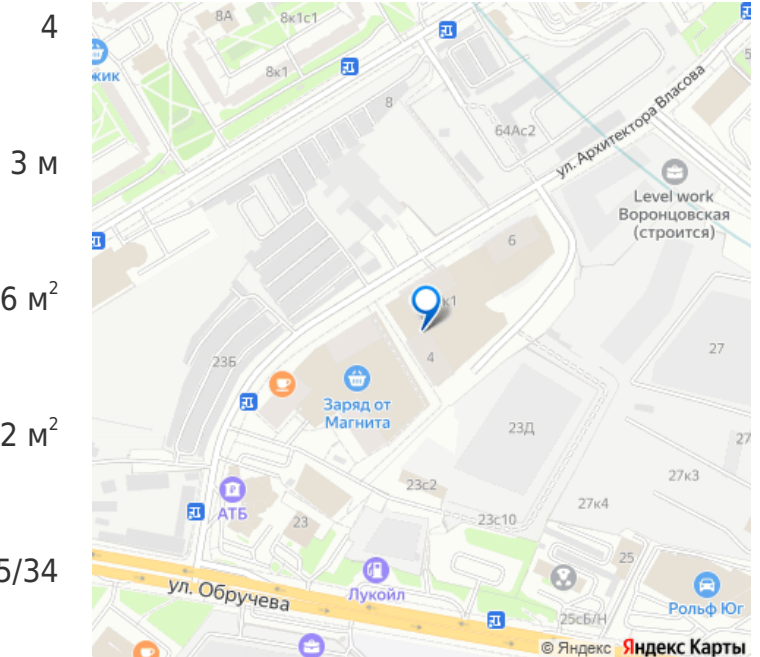 4
3 м
6 м²
2 м²
5/34
8А
8к1с1
жик
8к1
8
64Ас2
ул. Архитектора Власова
5
Level work
Воронцовская
(строится)
6
к1
4
23Б
27
Заряд от
Магнита
23Д
27
23с2
27к3
27к4
АТБ
23
23с10
25
Лукойл
ул. Обручева
25сБ/Н
Рольф Юг
© Яндекс Яндекс Карты